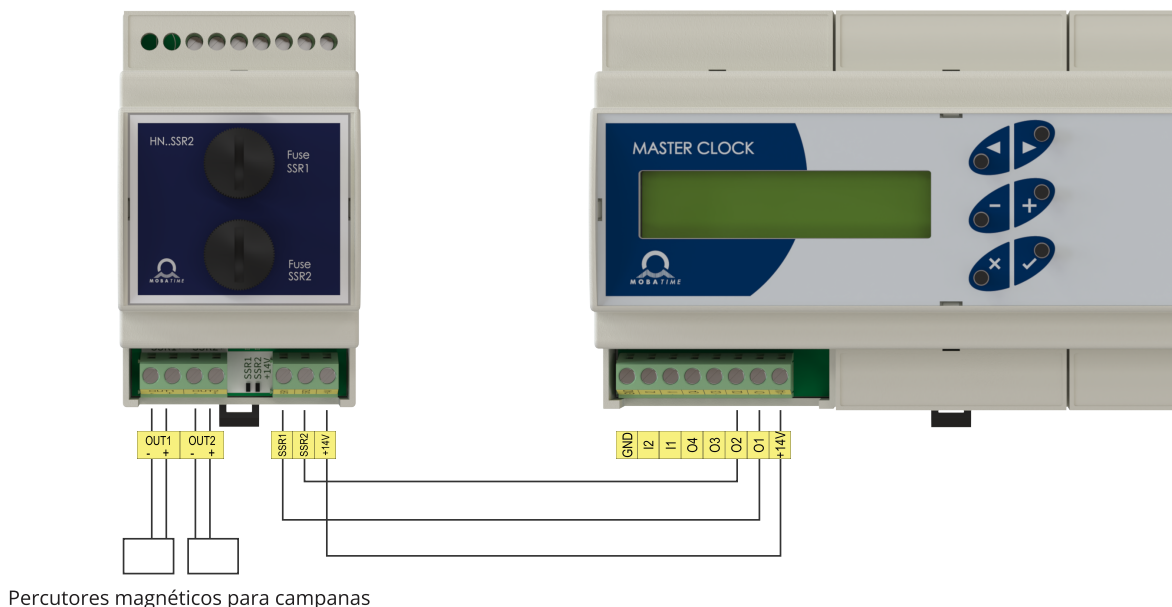 HN..SSR2
Fuse
SSR1
Fuse
SSR2
MOBATIME
MASTER CLOCK
MOBATIME
SSR1
SSR2
+14V
OUT1
- +
OUT2
- +
SSR1
SSR2
+14V
GND
I2
I1
O4
O3
O2
O1
+14V
Percutores magnéticos para campanas